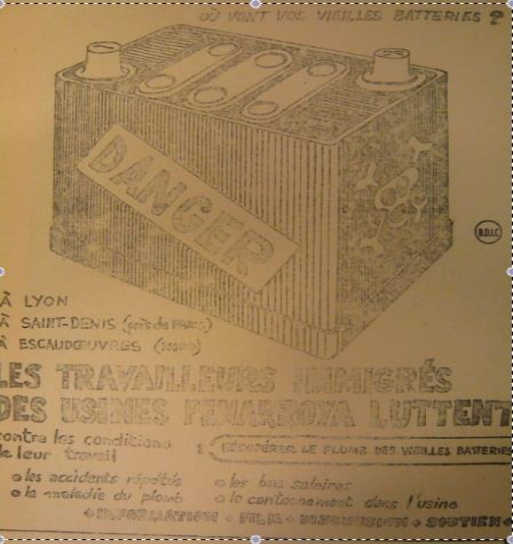 OÙ VONT VOS VIEILLES BATTERIES ?
DANGER
B.D.I.C
À LYON
À SAINT-DENIS (près de PARIS)
À ESCAUDŒUVRES (NORD)
LES TRAVAILLEURS IMMIGRÉS
DES USINES PENARROYA LUTTENT
contre les conditions
de leur travail : RÉCUPÉRER LE PLOMB DES VIEILLES BATTERIES
o les accidents répétés o les bas salaires
o la maladie du plomb o le cantonnement dans l'usine
INFORMATION FILM DISCUSSION SOUTIEN